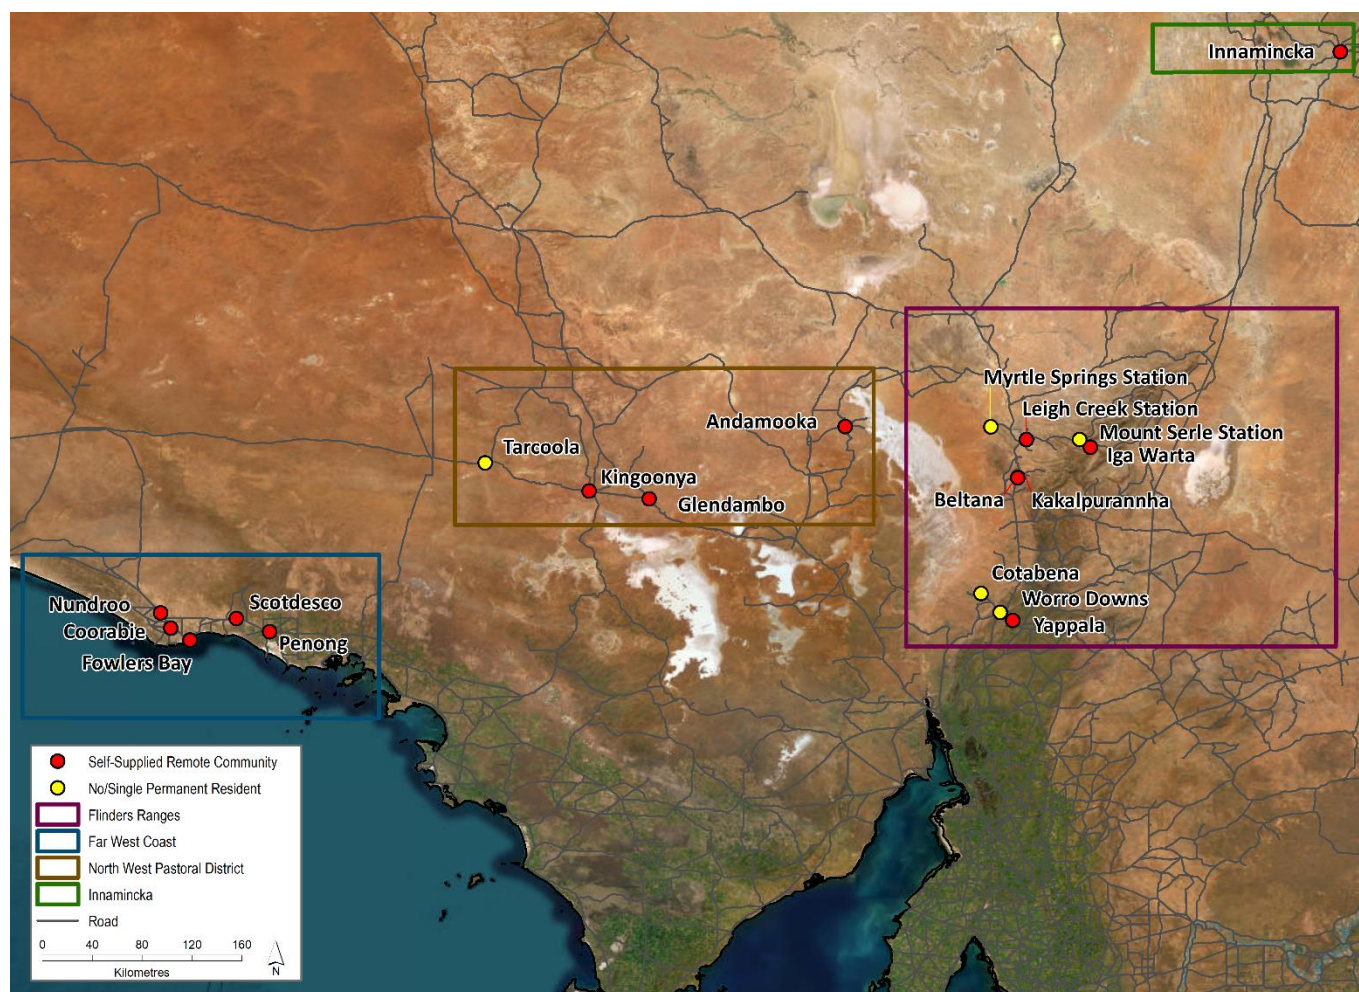 Innamincka
Myrtle Springs Station
Leigh Creek Station
Andamooka
Mount Serle Station
Tarcoola
Iga Warta
Kingoonya
Beltana
Kakalpurannha
Glendambo
Cotabena
Worro Downs
Yappala
Nundroo
Scotdesco
Coorabie
Penong
Fowlers Bay
Self-Supplied Remote Community
No/Single Permanent Resident
Flinders Ranges
Far West Coast
North West Pastoral District
Innamincka
Road
0 40 80 120 160
Kilometres
N